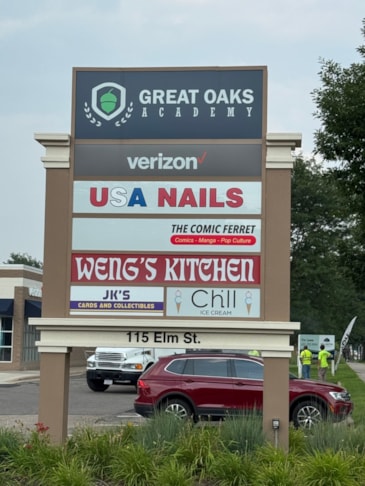 GREAT OAKS
ACADEMY
verizon✓
USA NAILS
THE COMIC FERRET
Comics - Manga - Pop Culture
WENG'S KITCHEN
JK'S
CARDS AND COLLECTIBLES
Chill
ICE CREAM
115 Elm St.